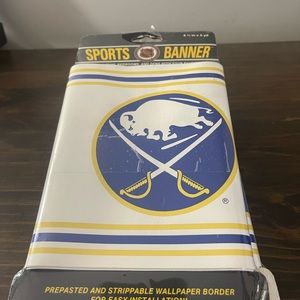 SPORTS BANNER
®
PREPASTED AND STRIPPABLE WALLPAPER BORDER
FOR EASY INSTALLATION!